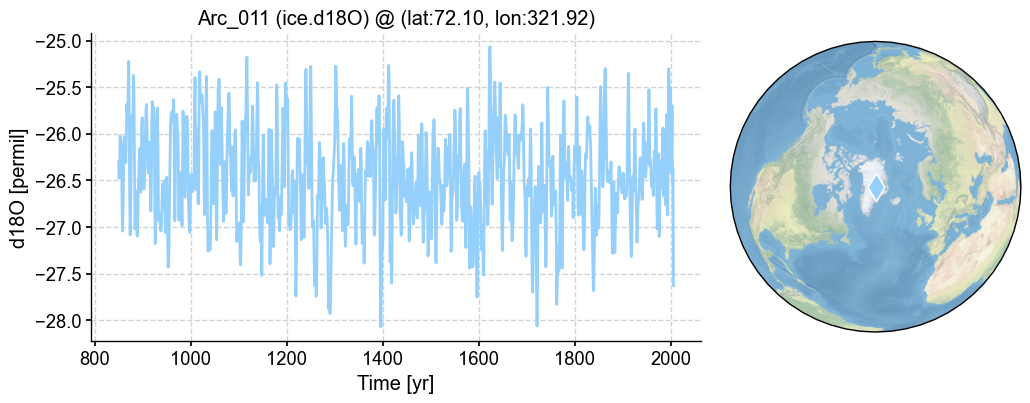 Arc_011 (ice.d18O) @ (lat:72.10, lon:321.92)
d18O [permil]
−25.0
−25.5
−26.0
−26.5
−27.0
−27.5
−28.0
800 1000 1200 1400 1600 1800 2000
Time [yr]